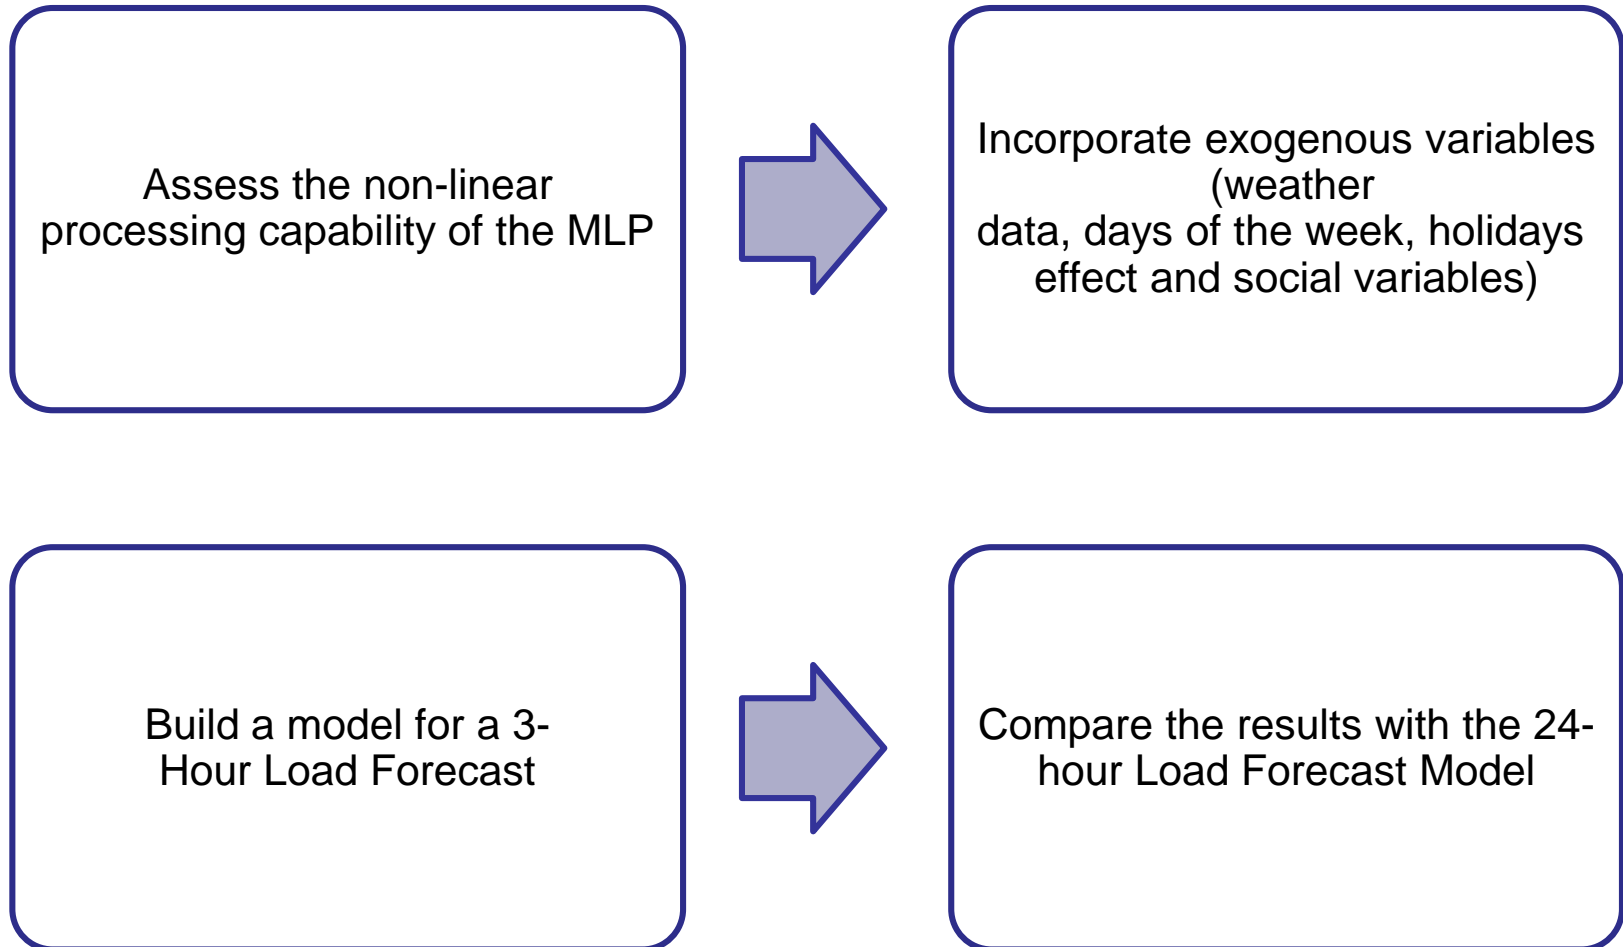 Assess the non-linear
processing capability of the MLP
Incorporate exogenous variables
(weather
data, days of the week, holidays
effect and social variables)
Build a model for a 3-
Hour Load Forecast
Compare the results with the 24-
hour Load Forecast Model